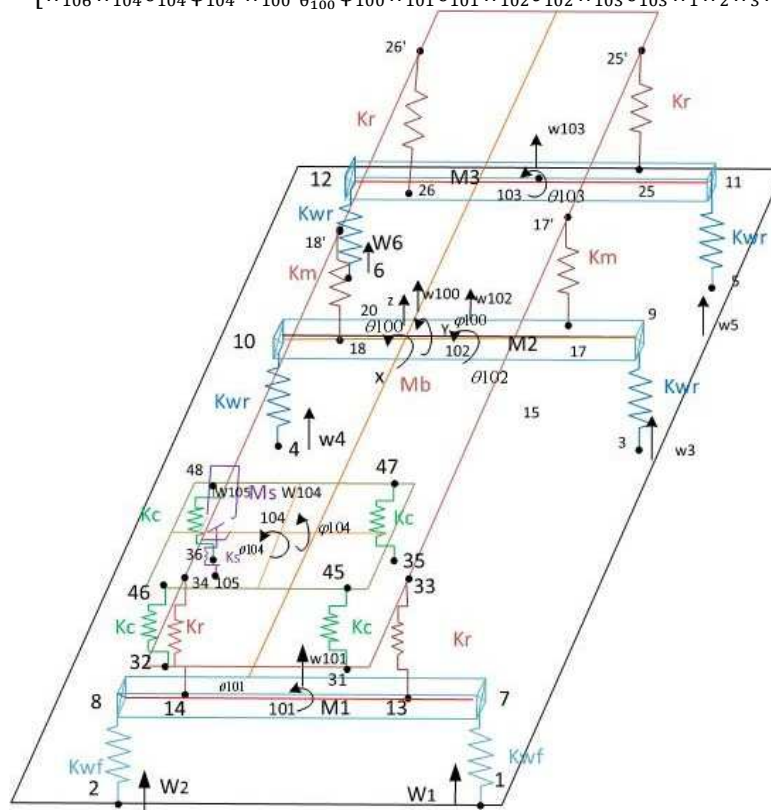 26'
25'
Kr
Kr
w103
12
M3
11
26
103
θ103
25
Kwr
18'
W6
17'
Kwr
Km
6
Km
5
z
w100
w102
20
9
w5
θ100
Y
φ100
10
18
102
M2
17
X
Mb
θ102
Kwr
Kwr
15
w4
4
3
w3
48
47
W105
Ms
W104
Kc
104
φ104
Kc
36
Ks
θ104
35
46
34
105
45
33
Kc
Kr
Kc
Kr
32
w101
31
8
θ101
7
14
101
M1
13
Kwf
Kwf
2
W2
W1
1